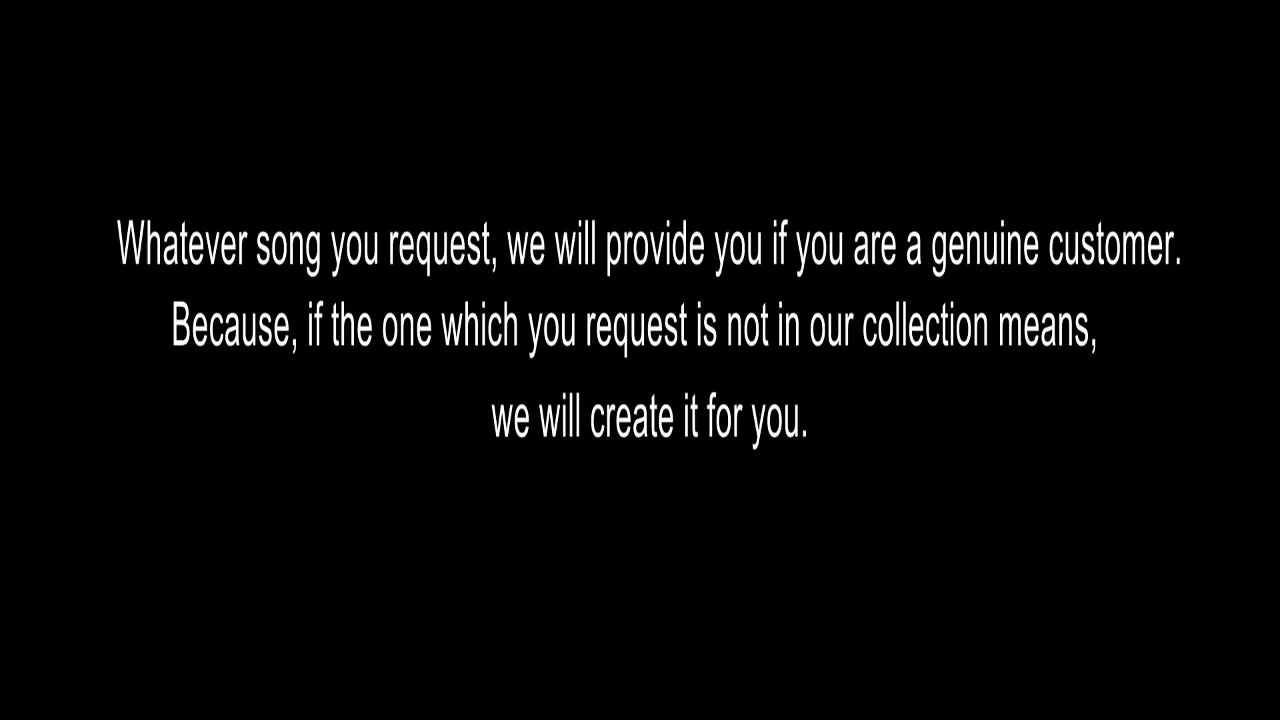 Whatever song you request, we will provide you if you are a genuine customer.
Because, if the one which you request is not in our collection means,
we will create it for you.